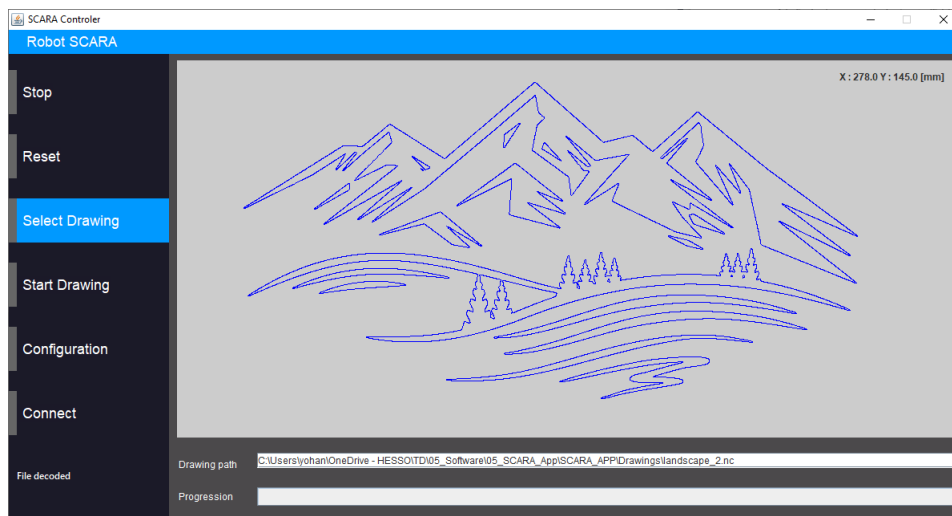 SCARA Controler
Robot SCARA
X : 278.0 Y : 145.0 [mm]
Stop
Reset
Select Drawing
Start Drawing
Configuration
Connect
File decoded
Drawing path C:\Users\yohan\OneDrive - HESSO\TD\05_Software\05_SCARA_App\SCARA_APP\Drawings\landscape_2.nc
Progression